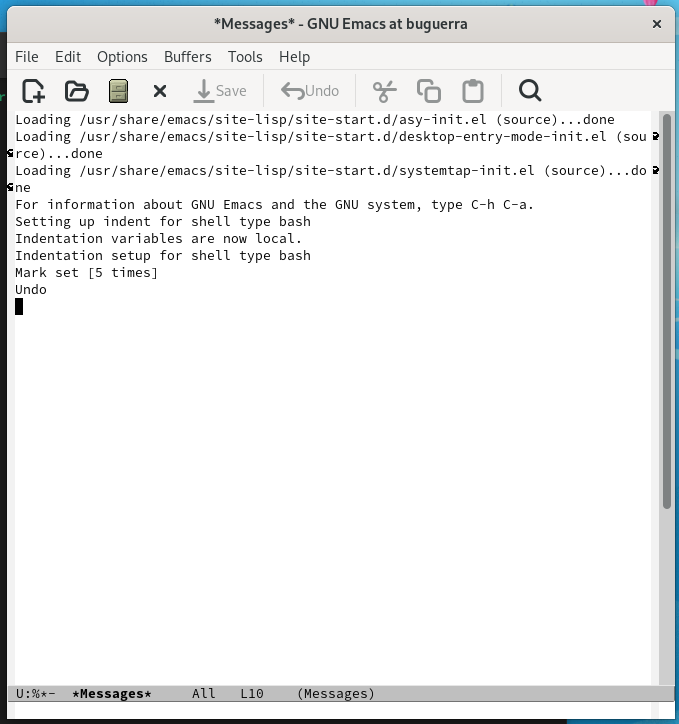 *Messages* - GNU Emacs at buguerra
File Edit Options Buffers Tools Help
Save Undo
Loading /usr/share/emacs/site-lisp/site-start.d/asy-init.el (source)...done
Loading /usr/share/emacs/site-lisp/site-start.d/desktop-entry-mode-init.el (sou
rce)...done
Loading /usr/share/emacs/site-lisp/site-start.d/systemtap-init.el (source)...do
ne
For information about GNU Emacs and the GNU system, type C-h C-a.
Setting up indent for shell type bash
Indentation variables are now local.
Indentation setup for shell type bash
Mark set [5 times]
Undo
U:%*- *Messages* All L10 (Messages)